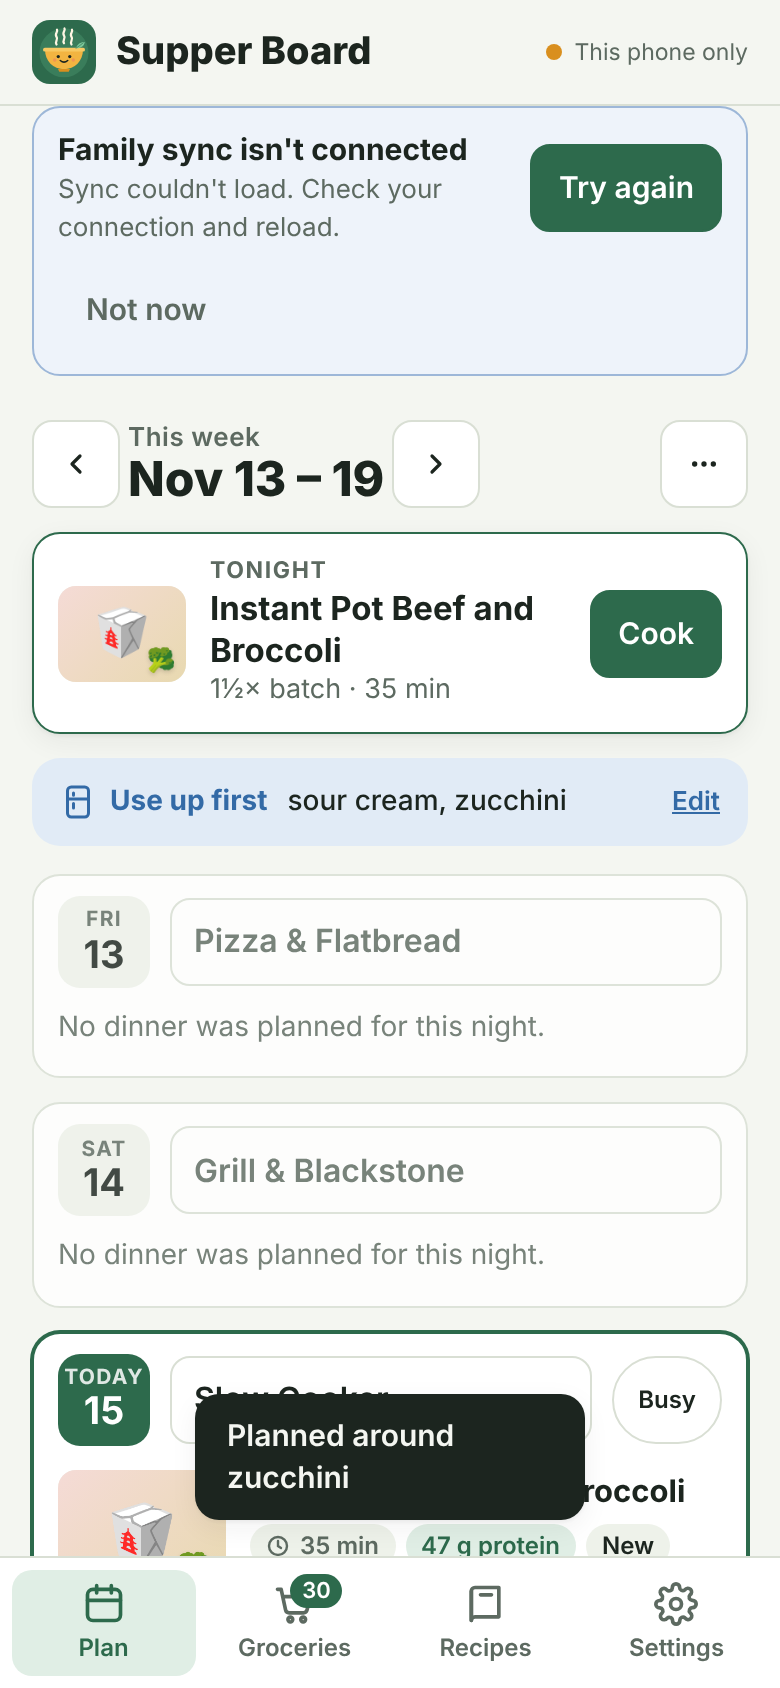 Supper Board
This phone only
Family sync isn't connected
Sync couldn't load. Check your
connection and reload.
Try again
Not now
This week
Nov 13 – 19
TONIGHT
Instant Pot Beef and
Broccoli
1½× batch · 35 min
Cook
Use up first sour cream, zucchini
Edit
FRI
13
Pizza & Flatbread
No dinner was planned for this night.
SAT
14
Grill & Blackstone
No dinner was planned for this night.
TODAY
15
Busy
Planned around
zucchini
roccoli
35 min
47 g protein
New
Plan
30
Groceries
Recipes
Settings